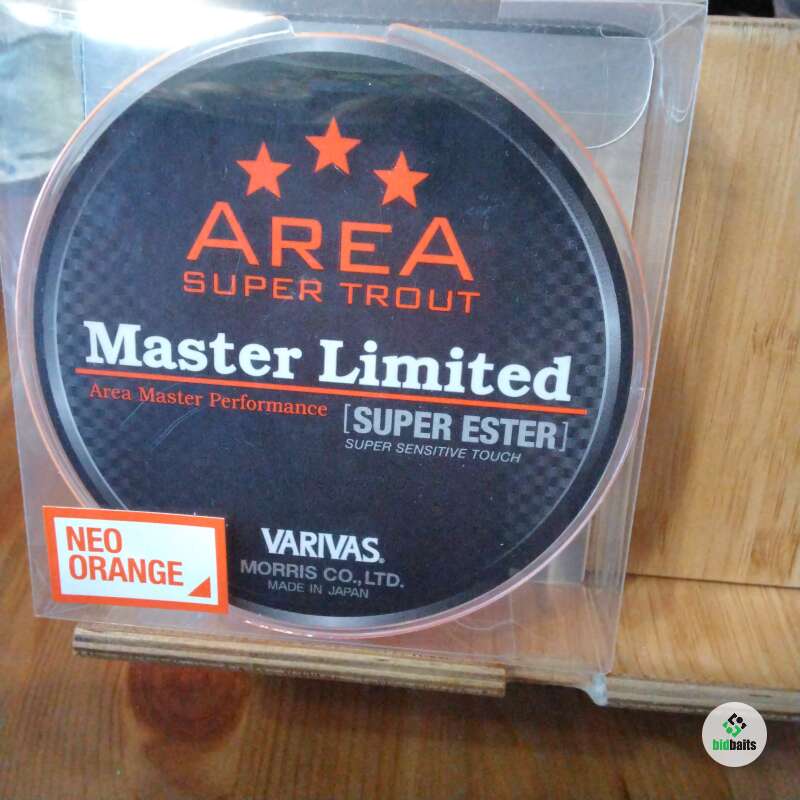 AREA
SUPER TROUT
Master Limited
Area Master Performance
[SUPER ESTER]
SUPER SENSITIVE TOUCH
NEO
ORANGE
VARIVAS®
MORRIS CO.,LTD.
MADE IN JAPAN
bidbaits